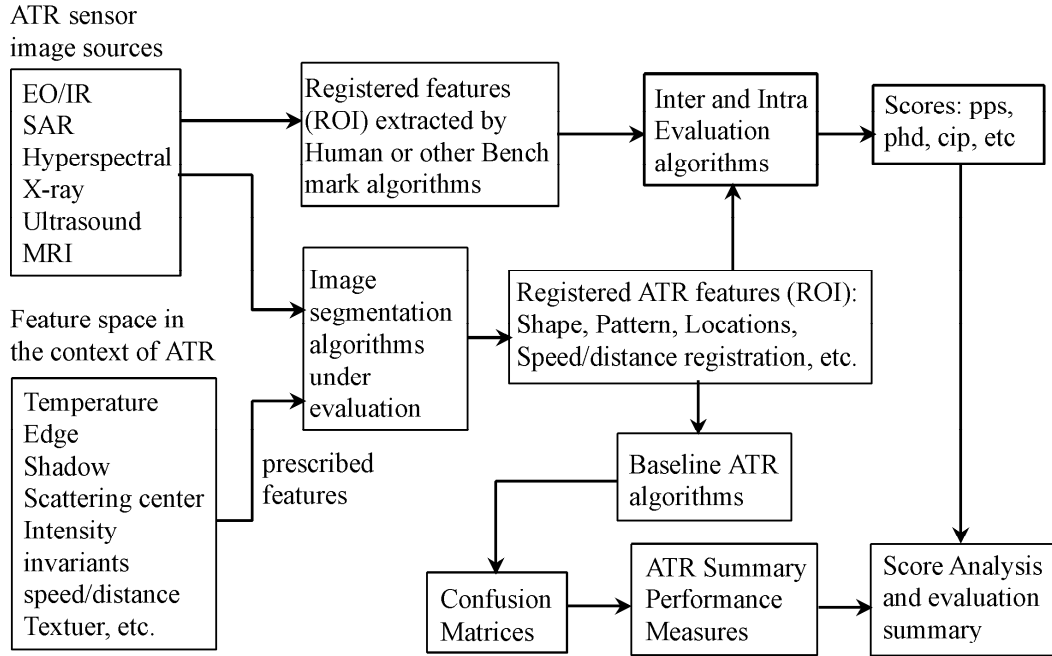 ATR sensor
image sources
EO/IR
SAR
Hyperspectral
X-ray
Ultrasound
MRI
Registered features
(ROI) extracted by
Human or other Bench
mark algorithms
Inter and Intra
Evaluation
algorithms
Scores: pps,
phd, cip, etc
Image
segmentation
algorithms
under
evaluation
Registered ATR features (ROI):
Shape, Pattern, Locations,
Speed/distance registration, etc.
Feature space in
the context of ATR
Temperature
Edge
Shadow
Scattering center
Intensity
invariants
speed/distance
Textuer, etc.
prescribed
features
Baseline ATR
algorithms
Confusion
Matrices
ATR Summary
Performance
Measures
Score Analysis
and evaluation
summary